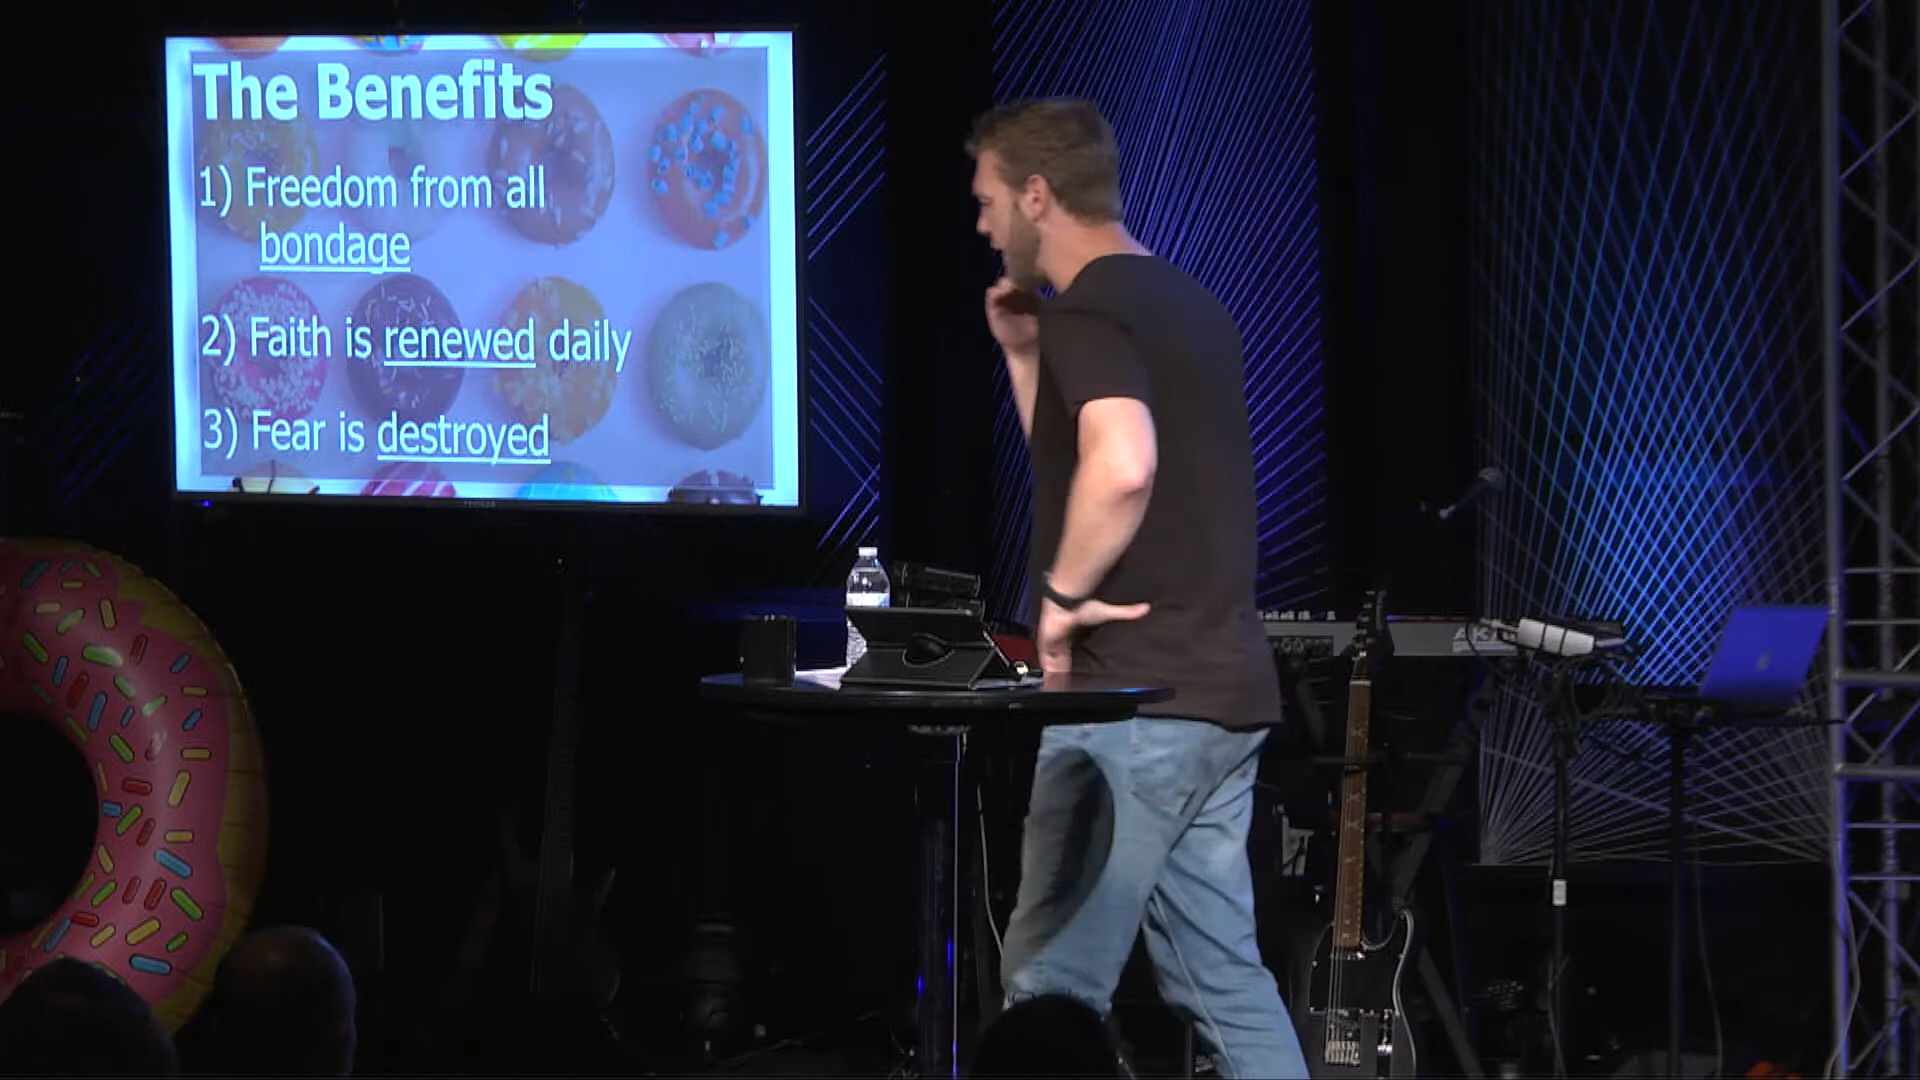 The Benefits
1) Freedom from all
bondage
2) Faith is renewed daily
3) Fear is destroyed